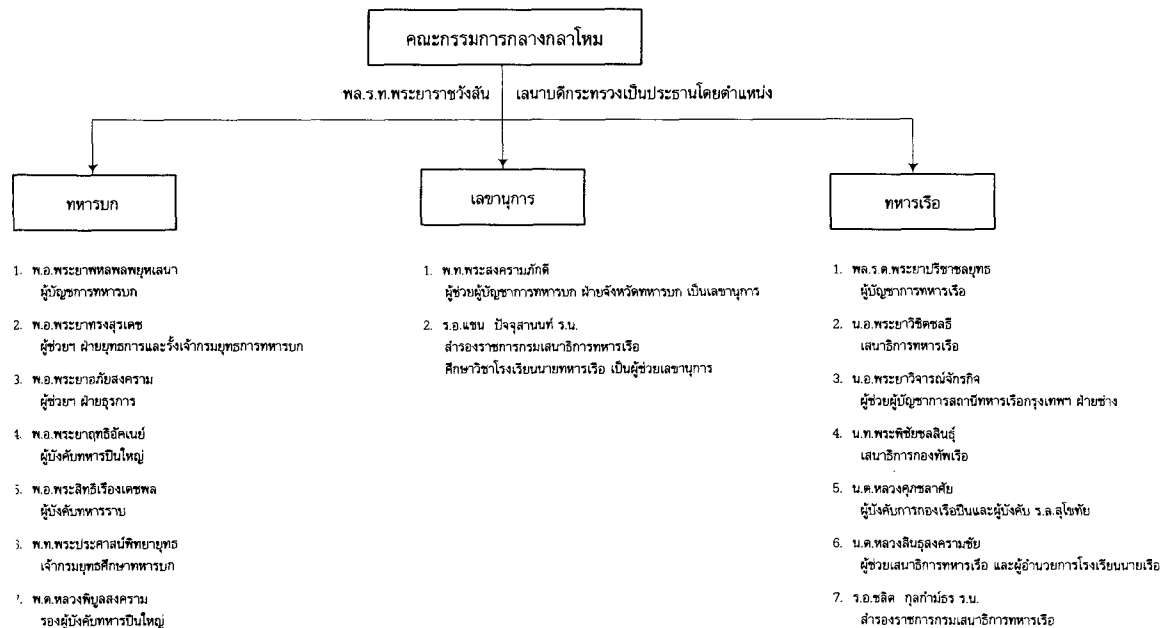 คณะกรรมการกลางกลาโหม
พล.ร.ท.พระยาราชวังสัน เสนาบดีกระทรวงเป็นประธานโดยตำแหน่ง
ทหารบก
1. พ.อ.พระยาพหลพลพยุหเสนา
ผู้บัญชการทหารบก
2. พ.อ.พระยาทรงสุรเดช
ผู้ช่วยฯ ฝ่ายยุทธการและรั้งเจ้ากรมยุทธการทหารบก
3. พ.อ.พระยาอภัยสงคราม
ผู้ช่วยฯ ฝ่ายธุรการ
4. พ.อ.พระยาฤทธิอัคเนย์
ผู้บังคับทหารปืนใหญ่
5. พ.อ.พระสิทธิเรืองเดชพล
ผู้บังคับทหารราบ
6. พ.ท.พระประศาสน์พิทยายุทธ
เจ้ากรมยุทธศึกษาทหารบก
7. พ.ต.หลวงพิบูลสงคราม
รองผู้บังคับทหารปืนใหญ่
เลขานุการ
1. พ.ท.พระสงครามภักดี
ผู้ช่วยผู้บัญชาการทหารบก ฝ่ายจังหวัดทหารบก เป็นเลขานุการ
2. ร.อ.แชน ปัจจุสานนท์ ร.น.
สำรองราชการกรมเสนาธิการทหารเรือ
ศึกษาวิชาโรงเรียนนายทหารเรือ เป็นผู้ช่วยเลขานุการ
ทหารเรือ
1. พล.ร.ต.พระยาปรีชาชลยุทธ
ผู้บัญชาการทหารเรือ
2. น.อ.พระยาวิชิตชลธี
เสนาธิการทหารเรือ
3. น.อ.พระยาวิจารณ์จักรกิจ
ผู้ช่วยผู้บัญชาการสถานีทหารเรือกรุงเทพฯ ฝ่ายช่าง
4. น.ท.พระพิชัยชลสินธุ์
เสนาธิการกองทัพเรือ
5. น.ต.หลวงศุภชลาศัย
ผู้บังคับการกองเรือปืนและผู้บังคับ ร.ล.สุโขทัย
6. น.ต.หลวงสินธุสงครามชัย
ผู้ช่วยเสนาธิการทหารเรือ และผู้อำนวยการโรงเรียนนายเรือ
7. ร.อ.ชลิต กุลกำม์ธร ร.น.
สำรองราชการกรมเสนาธิการทหารเรือ